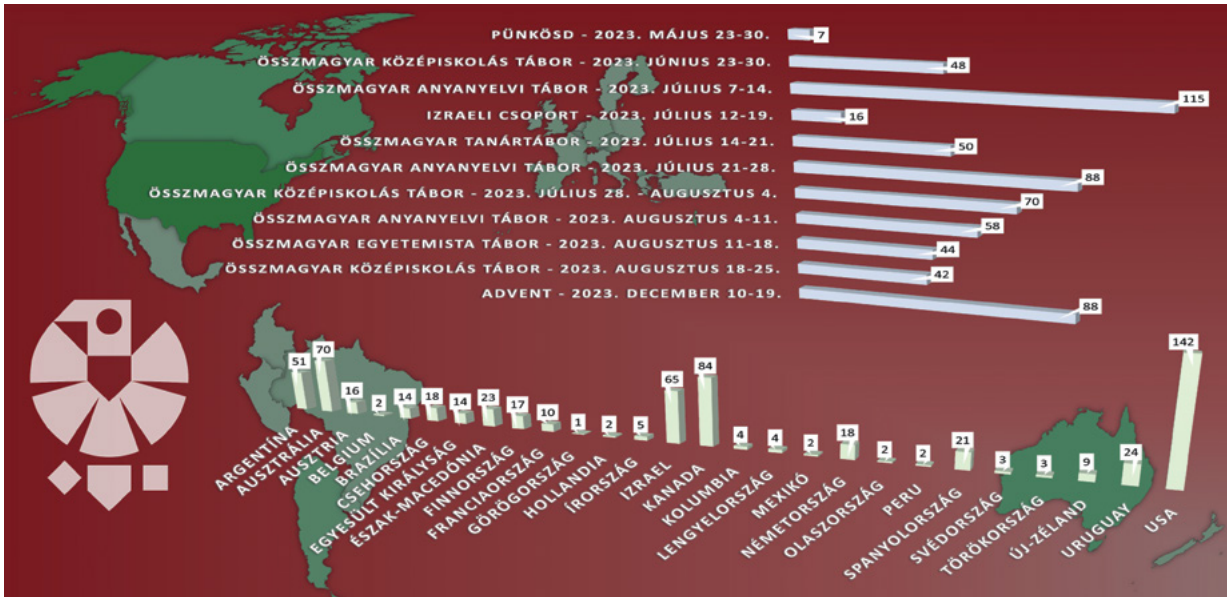 PÜNKÖSD - 2023. MÁJUS 23-30. 7
ÖSSZMAGYAR KÖZÉPISKOLÁS TÁBOR - 2023. JÚNIUS 23-30. 48
ÖSSZMAGYAR ANYANYELVI TÁBOR - 2023. JÚLIUS 7-14. 115
IZRAELI CSOPORT - 2023. JÚLIUS 12-19. 16
ÖSSZMAGYAR TANÁRTÁBOR - 2023. JÚLIUS 14-21. 50
ÖSSZMAGYAR ANYANYELVI TÁBOR - 2023. JÚLIUS 21-28. 88
ÖSSZMAGYAR KÖZÉPISKOLÁS TÁBOR - 2023. JÚLIUS 28. - AUGUSZTUS 4. 70
ÖSSZMAGYAR ANYANYELVI TÁBOR - 2023. AUGUSZTUS 4-11. 58
ÖSSZMAGYAR EGYETEMISTA TÁBOR - 2023. AUGUSZTUS 11-18. 44
ÖSSZMAGYAR KÖZÉPISKOLÁS TÁBOR - 2023. AUGUSZTUS 18-25. 42
ADVENT - 2023. DECEMBER 10-19. 88
ARGENTÍNA 51
AUSZTRÁLIA 70
AUSZTRIA 16
BELGIUM 2
BRAZÍLIA 14
CSEHORSZÁG 18
EGYESÜLT KIRÁLYSÁG 14
ÉSZAK-MACEDÓNIA 23
FINNORSZÁG 17
FRANCIAORSZÁG 10
GÖRÖGORSZÁG 1
HOLLANDIA 2
ÍRORSZÁG 5
IZRAEL 65
KANADA 84
KOLUMBIA 4
LENGYELORSZÁG 4
MEXIKÓ 2
NÉMETORSZÁG 18
OLASZORSZÁG 2
PERU 2
SPANYOLORSZÁG 21
SVÉDORSZÁG 3
TÖRÖKORSZÁG 3
ÚJ-ZÉLAND 9
URUGUAY 24
USA 142